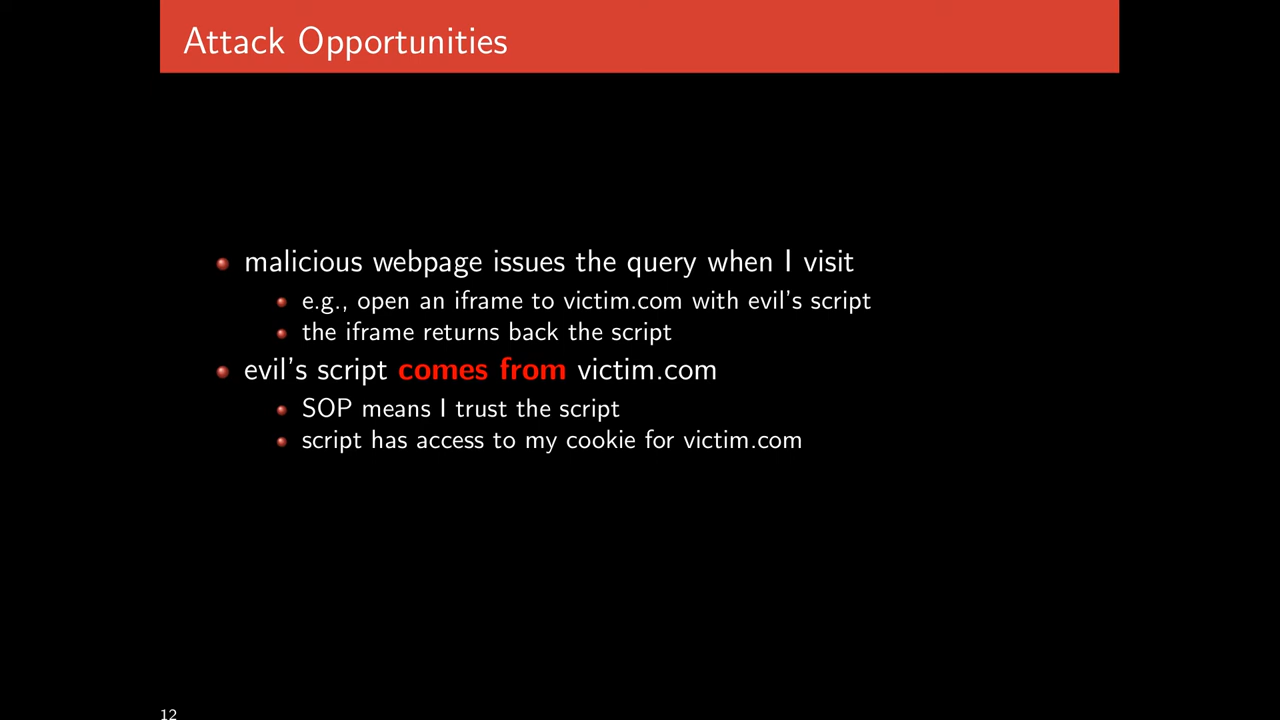 Attack Opportunities
malicious webpage issues the query when I visit
e.g., open an iframe to victim.com with evil's script
the iframe returns back the script
evil's script comes from victim.com
SOP means I trust the script
script has access to my cookie for victim.com
12